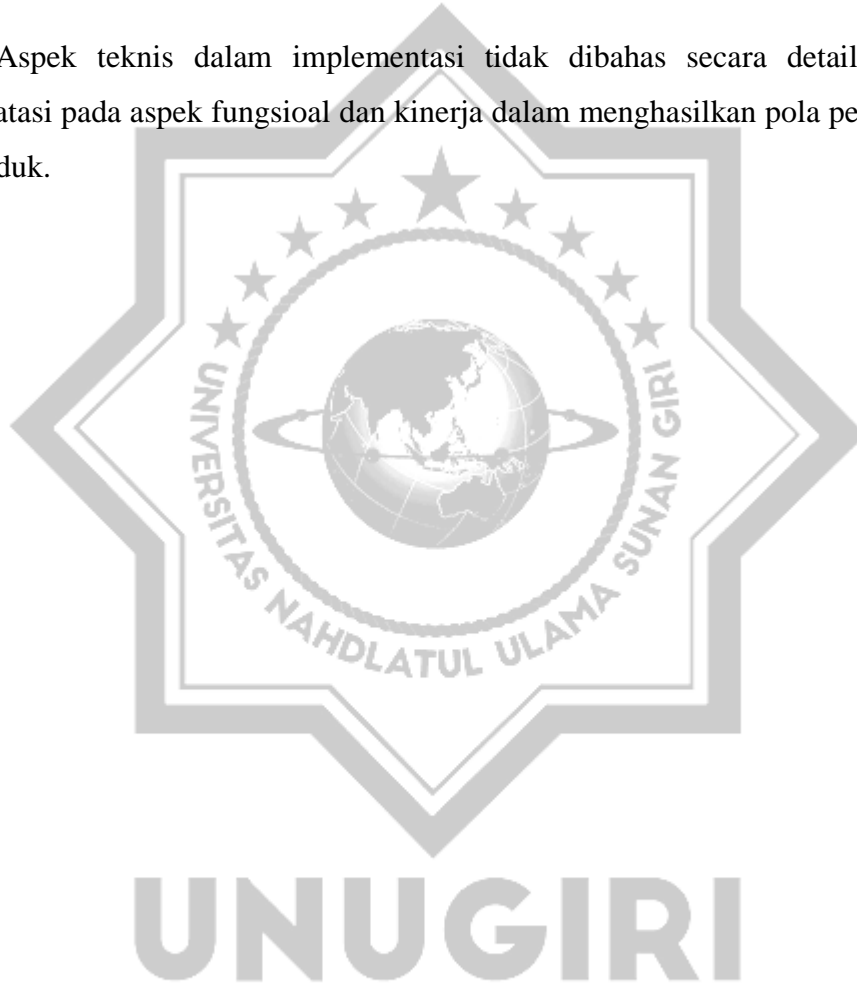 Aspek teknis dalam implementasi tidak dibahas secara detail
atasi pada aspek fungsioal dan kinerja dalam menghasilkan pola pe
duk.
UNIVERSITAS NAHDLATUL ULAMA SUNAN GIRI
UNUGIRI